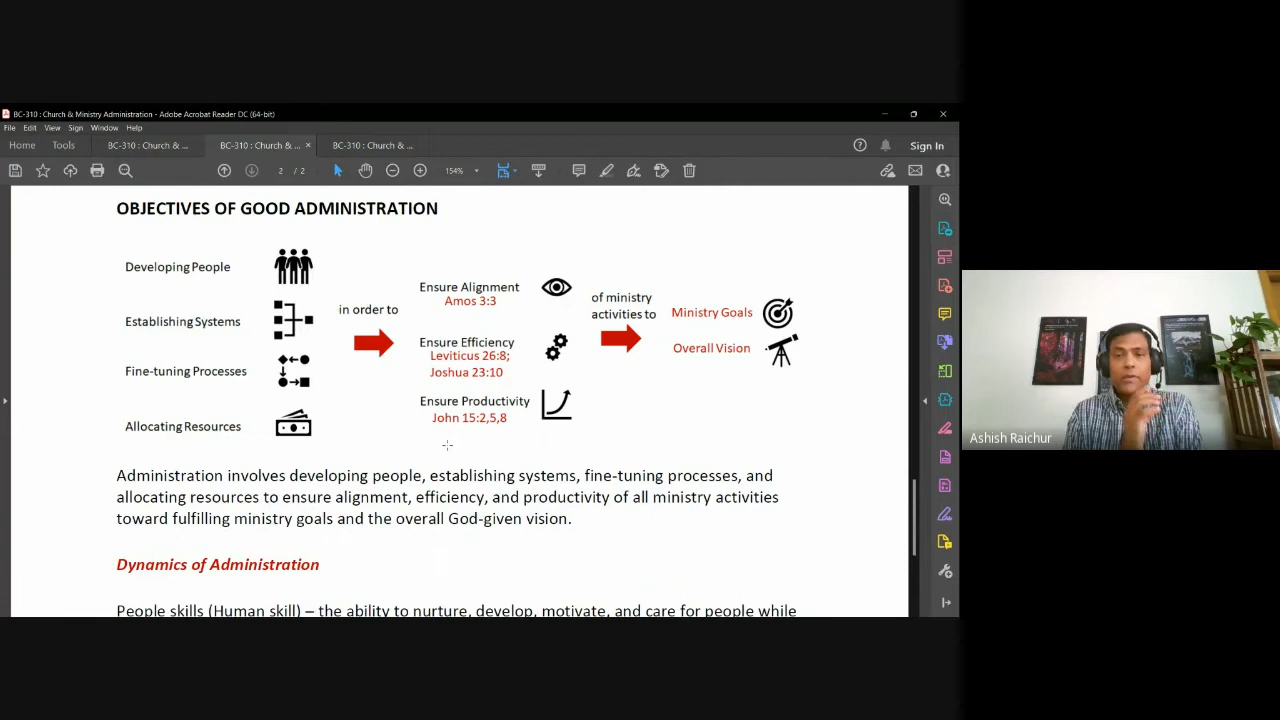 BC-310 : Church & Ministry Administration - Adobe Acrobat Reader DC (64-bit)
File Edit View Sign Window Help
Home Tools BC-310 : Church & ... BC-310 : Church & ... × BC-310 : Church & ... Sign In
2 / 2 154%
OBJECTIVES OF GOOD ADMINISTRATION
Developing People
Establishing Systems
Fine-tuning Processes
Allocating Resources
in order to
Ensure Alignment
Amos 3:3
Ensure Efficiency
Leviticus 26:8;
Joshua 23:10
Ensure Productivity
John 15:2,5,8
of ministry
activities to
Ministry Goals
Overall Vision
Administration involves developing people, establishing systems, fine-tuning processes, and
allocating resources to ensure alignment, efficiency, and productivity of all ministry activities
toward fulfilling ministry goals and the overall God-given vision.
Dynamics of Administration
People skills (Human skill) – the ability to nurture, develop, motivate, and care for people while
Ashish Raichur